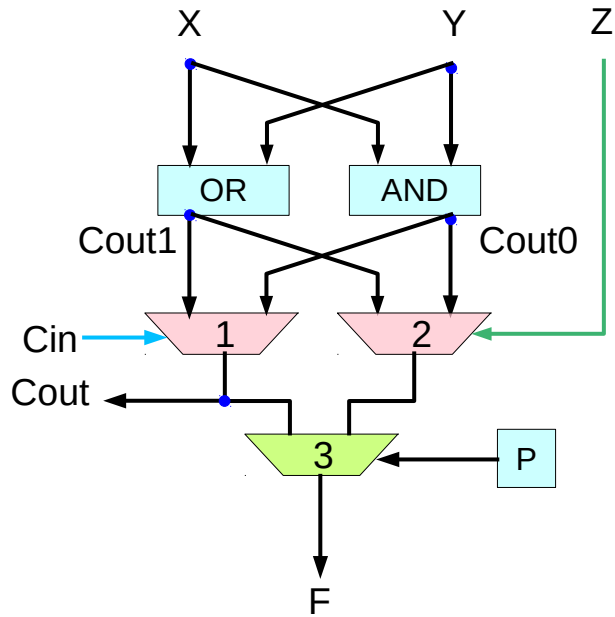 X Y Z
OR AND
Cout1 Cout0
Cin 1 2
Cout
3 P
F